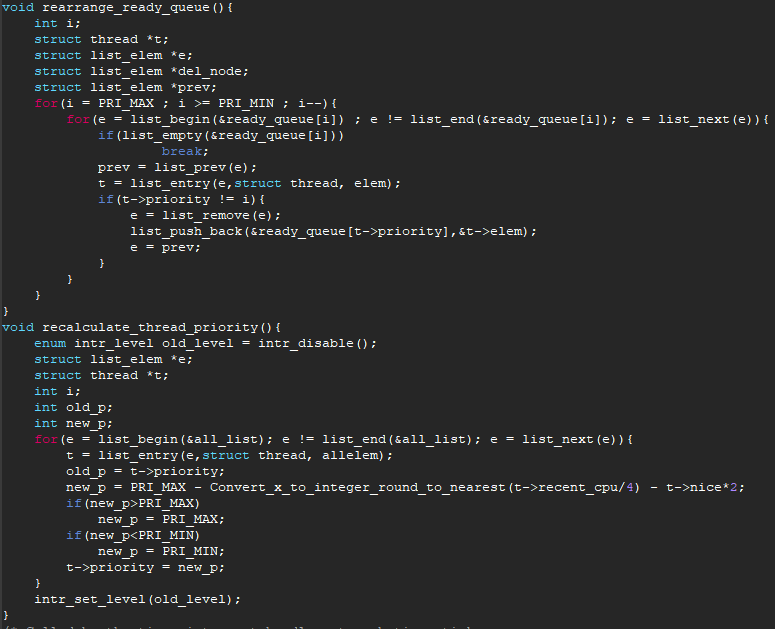 void rearrange_ready_queue(){
    int i;
    struct thread *t;
    struct list_elem *e;
    struct list_elem *del_node;
    struct list_elem *prev;
    for(i = PRI_MAX ; i >= PRI_MIN ; i--){
        for(e = list_begin(&ready_queue[i]) ; e != list_end(&ready_queue[i]); e = list_next(e)){
            if(list_empty(&ready_queue[i]))
                    break;
            prev = list_prev(e);
            t = list_entry(e,struct thread, elem);
            if(t->priority != i){
                e = list_remove(e);
                list_push_back(&ready_queue[t->priority],&t->elem);
                e = prev;
            }
        }
    }
}
void recalculate_thread_priority(){
    enum intr_level old_level = intr_disable();
    struct list_elem *e;
    struct thread *t;
    int i;
    int old_p;
    int new_p;
    for(e = list_begin(&all_list); e != list_end(&all_list); e = list_next(e)){
        t = list_entry(e,struct thread, allelem);
        old_p = t->priority;
        new_p = PRI_MAX - Convert_x_to_integer_round_to_nearest(t->recent_cpu/4) - t->nice*2;
        if(new_p>PRI_MAX)
            new_p = PRI_MAX;
        if(new_p<PRI_MIN)
            new_p = PRI_MIN;
        t->priority = new_p;
    }
    intr_set_level(old_level);
}